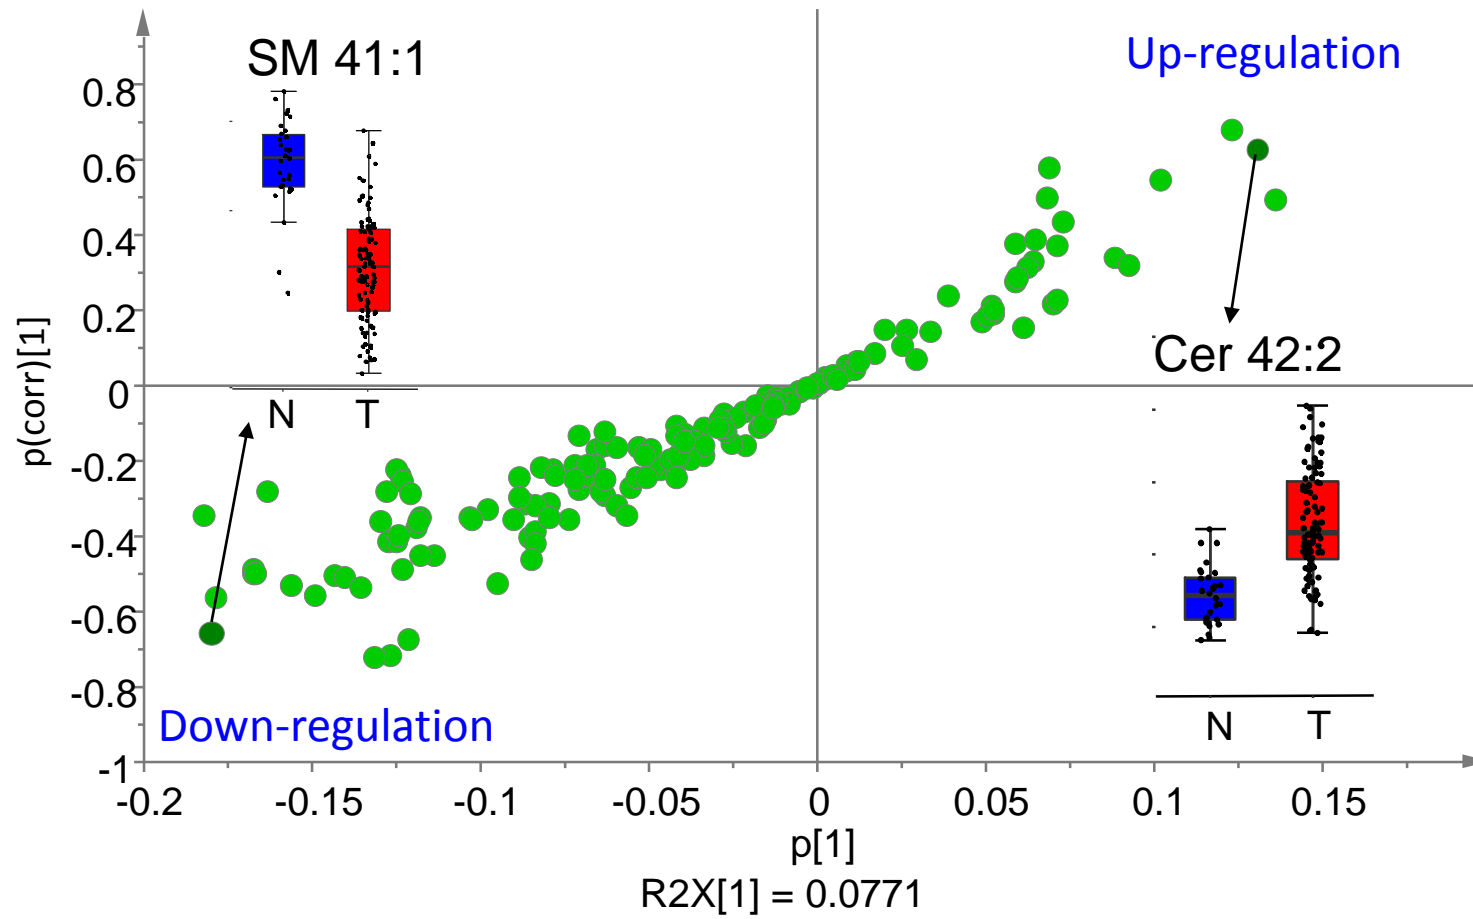 SM 41:1
Up-regulation
0.8
0.6
0.4
0.2
0
-0.2
-0.4
-0.6
-0.8
-1
p(corr)[1]
N T
Cer 42:2
N T
Down-regulation
-0.2 -0.15 -0.1 -0.05 0 0.05 0.1 0.15
p[1]
R2X[1] = 0.0771